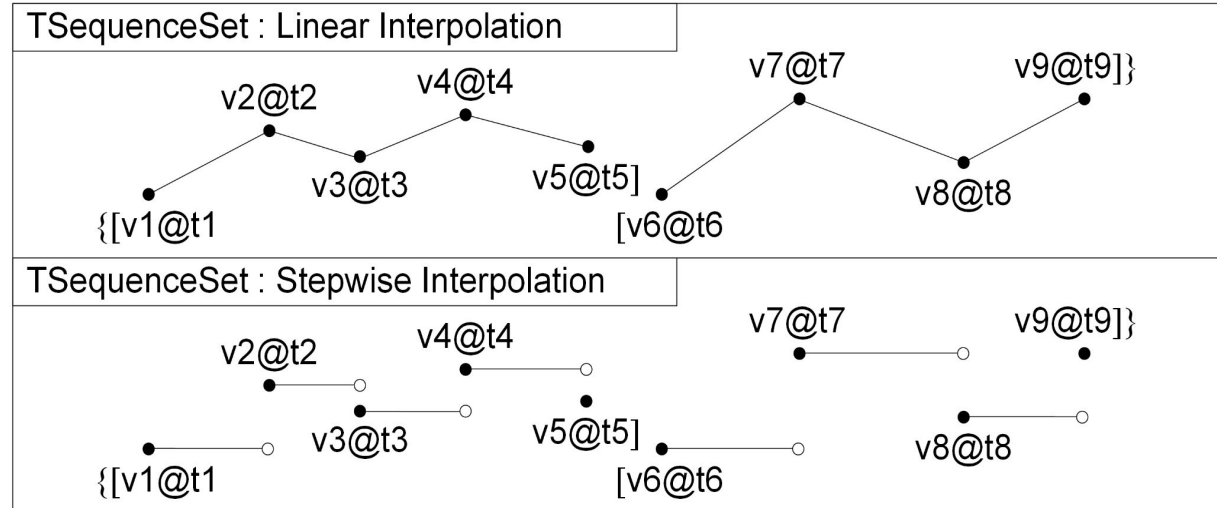 TSequenceSet : Linear Interpolation
v2@t2
v4@t4
v7@t7
v9@t9]}
v3@t3
v5@t5]
v8@t8
{[v1@t1
[v6@t6
TSequenceSet : Stepwise Interpolation
v2@t2
v4@t4
v7@t7
v9@t9]}
v3@t3
v5@t5]
v8@t8
{[v1@t1
[v6@t6